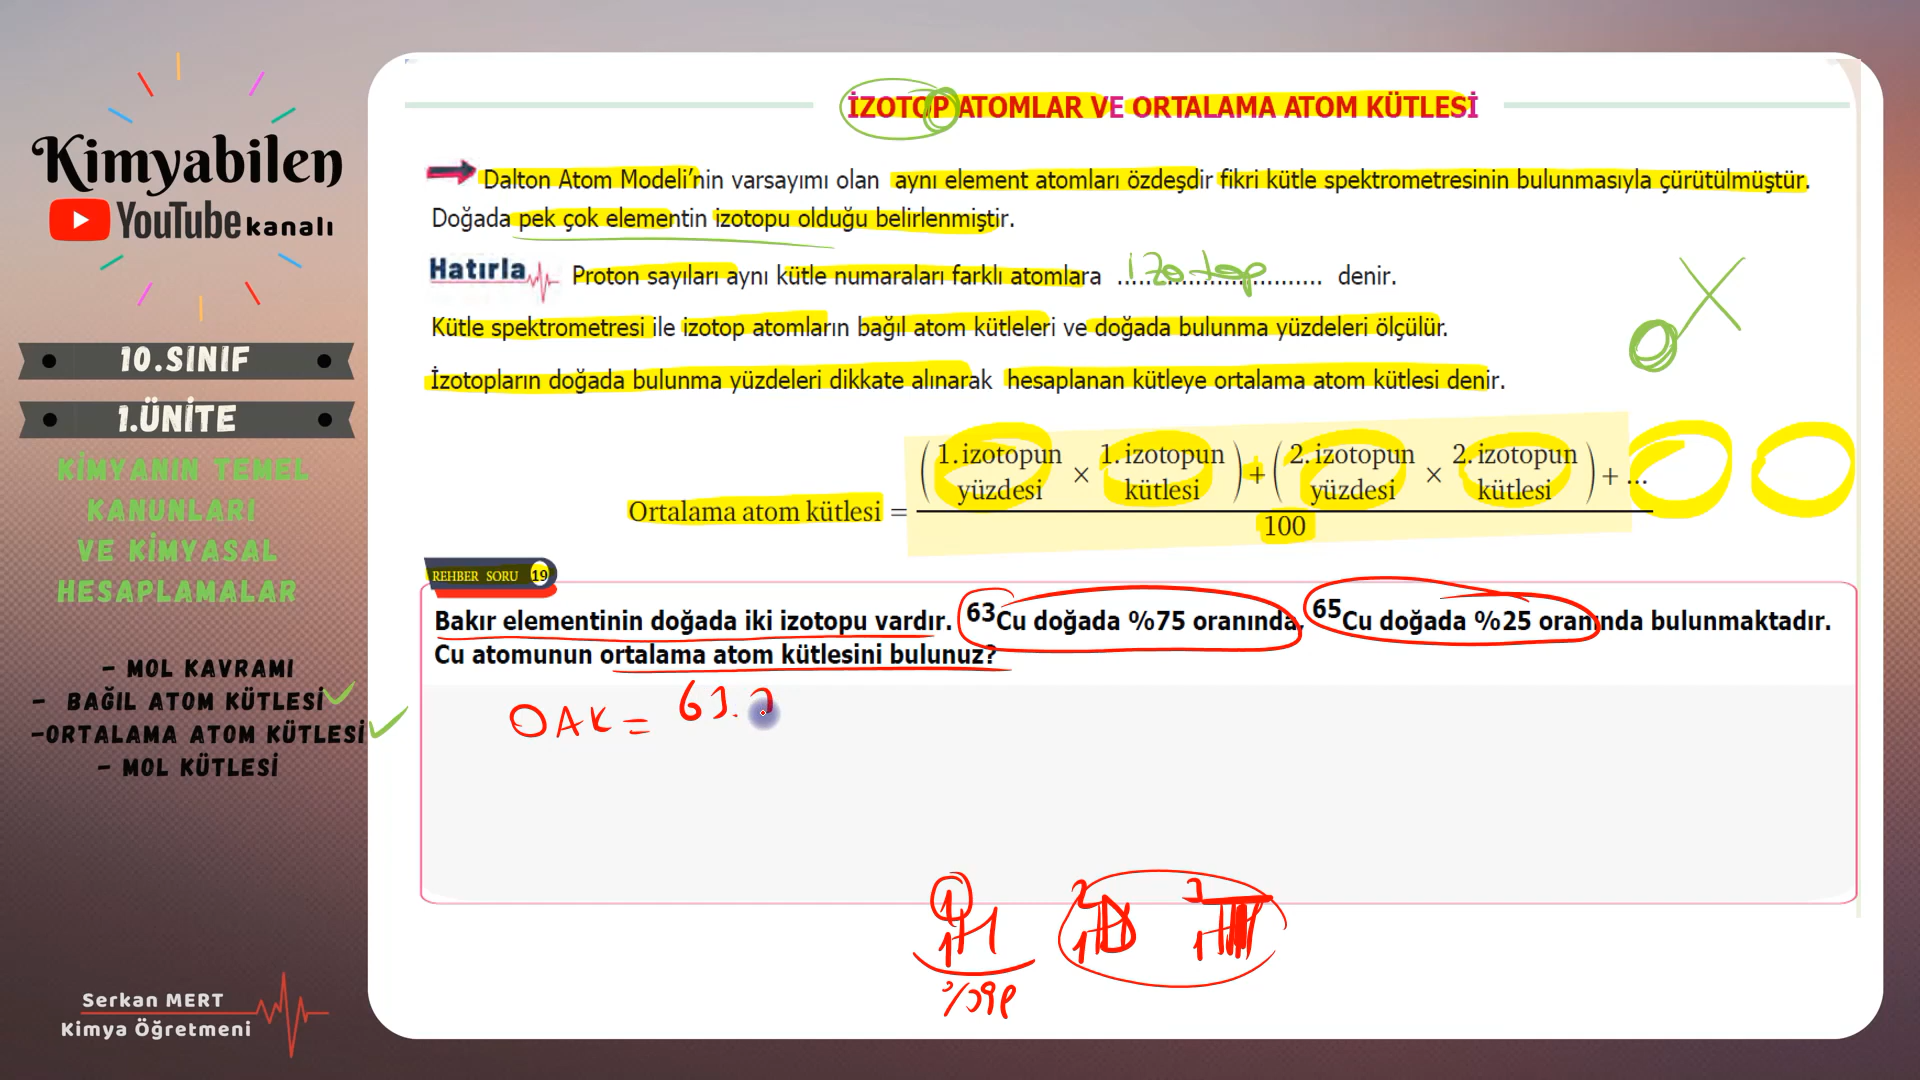 Kimyabilen
YouTube kanalı
10.SINIF
1.ÜNİTE
KİMYANIN TEMEL
KANUNLARI
VE KİMYASAL
HESAPLAMALAR
- MOL KAVRAMI
- BAĞIL ATOM KÜTLESİ
-ORTALAMA ATOM KÜTLESİ
- MOL KÜTLESİ
Serkan MERT
Kimya Öğretmeni
İZOTOP ATOMLAR VE ORTALAMA ATOM KÜTLESİ
Dalton Atom Modeli'nin varsayımı olan aynı element atomları özdeşdir fikri kütle spektrometresinin bulunmasıyla çürütülmüştür.
Doğada pek çok elementin izotopu olduğu belirlenmiştir.
Hatırla Proton sayıları aynı kütle numaraları farklı atomlara ..... izotop ..... denir.
Kütle spektrometresi ile izotop atomların bağıl atom kütleleri ve doğada bulunma yüzdeleri ölçülür.
İzotopların doğada bulunma yüzdeleri dikkate alınarak hesaplanan kütleye ortalama atom kütlesi denir.
Ortalama atom kütlesi = ((1.izotopun yüzdesi × 1.izotopun kütlesi) + (2.izotopun yüzdesi × 2.izotopun kütlesi) + ...) / 100
REHBER SORU 19
Bakır elementinin doğada iki izotopu vardır. 63Cu doğada %75 oranında, 65Cu doğada %25 oranında bulunmaktadır.
Cu atomunun ortalama atom kütlesini bulunuz?
OAK = 63.
1 1 H 2 1 D 3 1 T